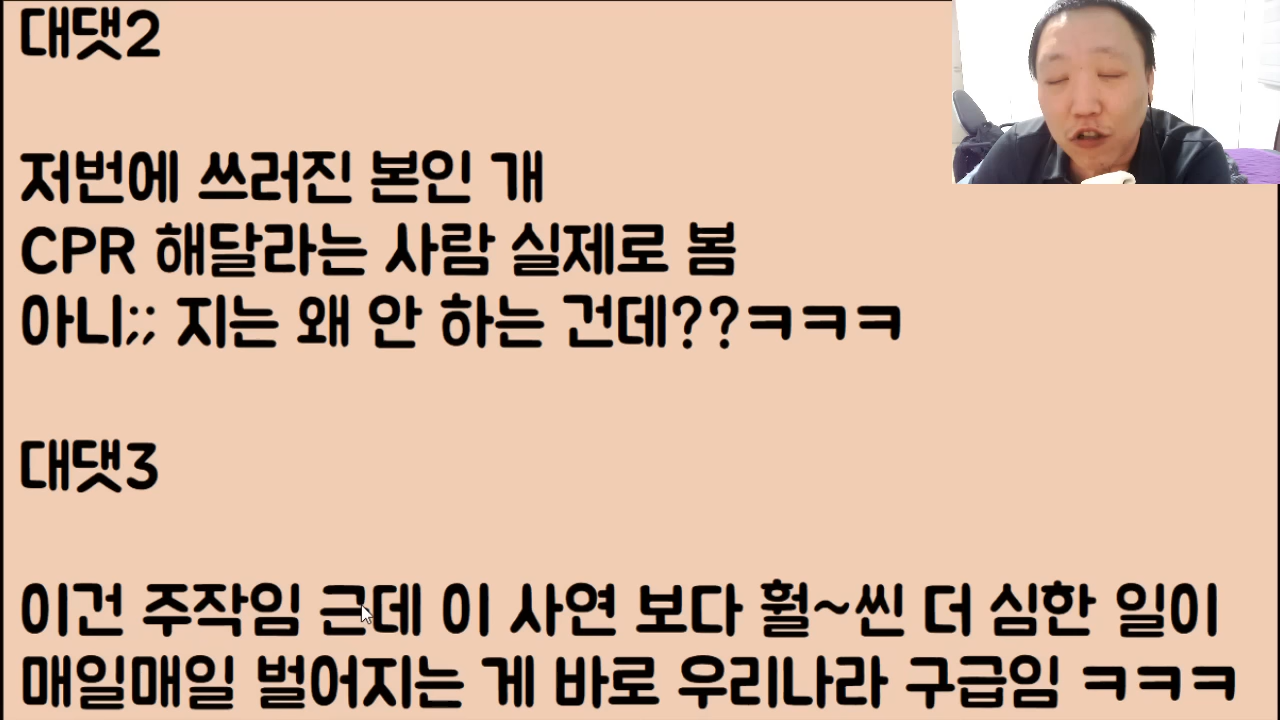 대댓2
저번에 쓰러진 본인 개
CPR 해달라는 사람 실제로 봄
아니;; 지는 왜 안 하는 건데??ㅋㅋㅋ
대댓3
이건 주작임 근데 이 사연 보다 훨~씬 더 심한 일이
매일매일 벌어지는 게 바로 우리나라 구급임 ㅋㅋㅋ